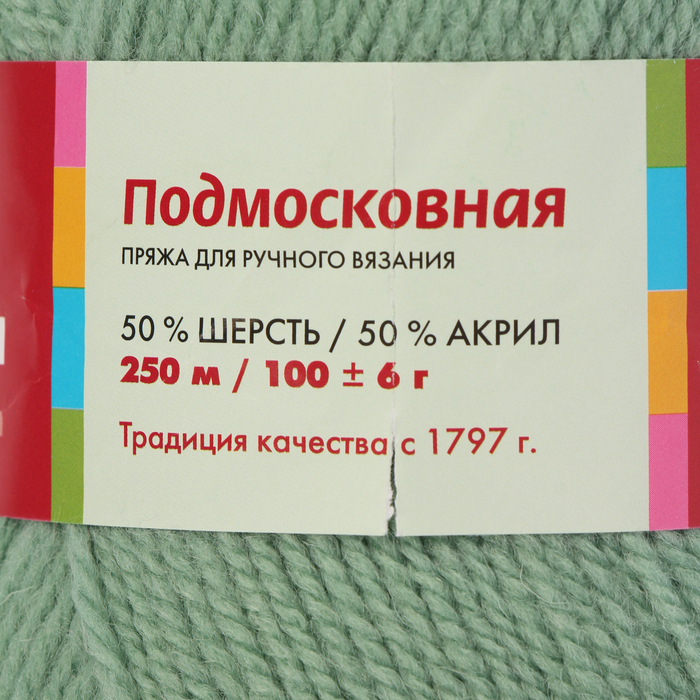 Подмосковная
ПРЯЖА ДЛЯ РУЧНОГО ВЯЗАНИЯ
50 % ШЕРСТЬ / 50 % АКРИЛ
250 м / 100 ± 6 г
Традиция качества с 1797 г.